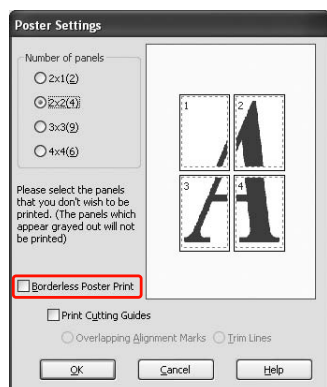 Poster Settings
Number of panels
2x1(2)
2x2(4)
3x3(9)
4x4(6)
1
2
3
4
Please select the panels
that you don't wish to be
printed. (The panels which
appear grayed out will not
be printed)
Borderless Poster Print
Print Cutting Guides
Overlapping Alignment Marks
Trim Lines
OK
Cancel
Help